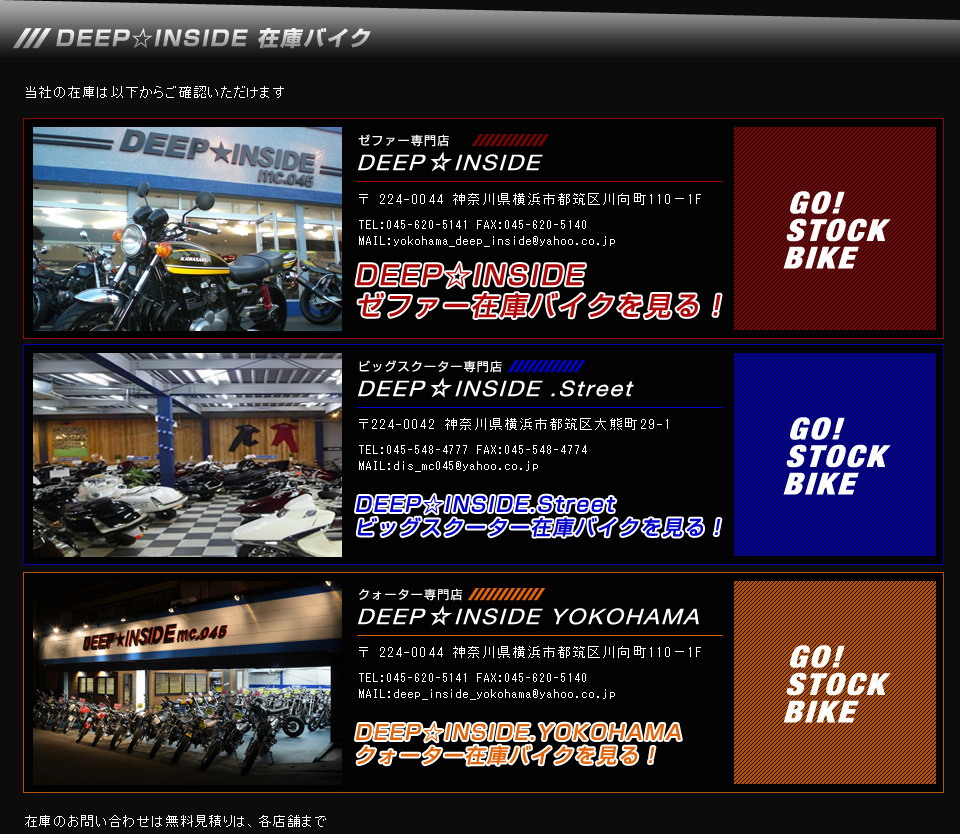 DEEP☆INSIDE 在庫バイク
当社の在庫は以下からご確認いただけます
DEEP★INSIDE
mc.045
KAWASAKI
ゼファー専門店
DEEP☆INSIDE
〒 224-0044 神奈川県横浜市都筑区川向町110－1F
TEL:045-620-5141 FAX:045-620-5140
MAIL:yokohama_deep_inside@yahoo.co.jp
DEEP☆INSIDE
ゼファー在庫バイクを見る！
GO!
STOCK
BIKE
ビッグスクーター専門店
DEEP☆INSIDE .Street
〒224-0042 神奈川県横浜市都筑区大熊町29-1
TEL:045-548-4777 FAX:045-548-4774
MAIL:dis_mc045@yahoo.co.jp
DEEP☆INSIDE.Street
ビッグスクーター在庫バイクを見る！
GO!
STOCK
BIKE
DEEP★INSIDE mc.045
クォーター専門店
DEEP☆INSIDE YOKOHAMA
〒 224-0044 神奈川県横浜市都筑区川向町110－1F
TEL:045-620-5141 FAX:045-620-5140
MAIL:deep_inside_yokohama@yahoo.co.jp
DEEP☆INSIDE.YOKOHAMA
クォーター在庫バイクを見る！
GO!
STOCK
BIKE
在庫のお問い合わせは無料見積りは、各店舗まで